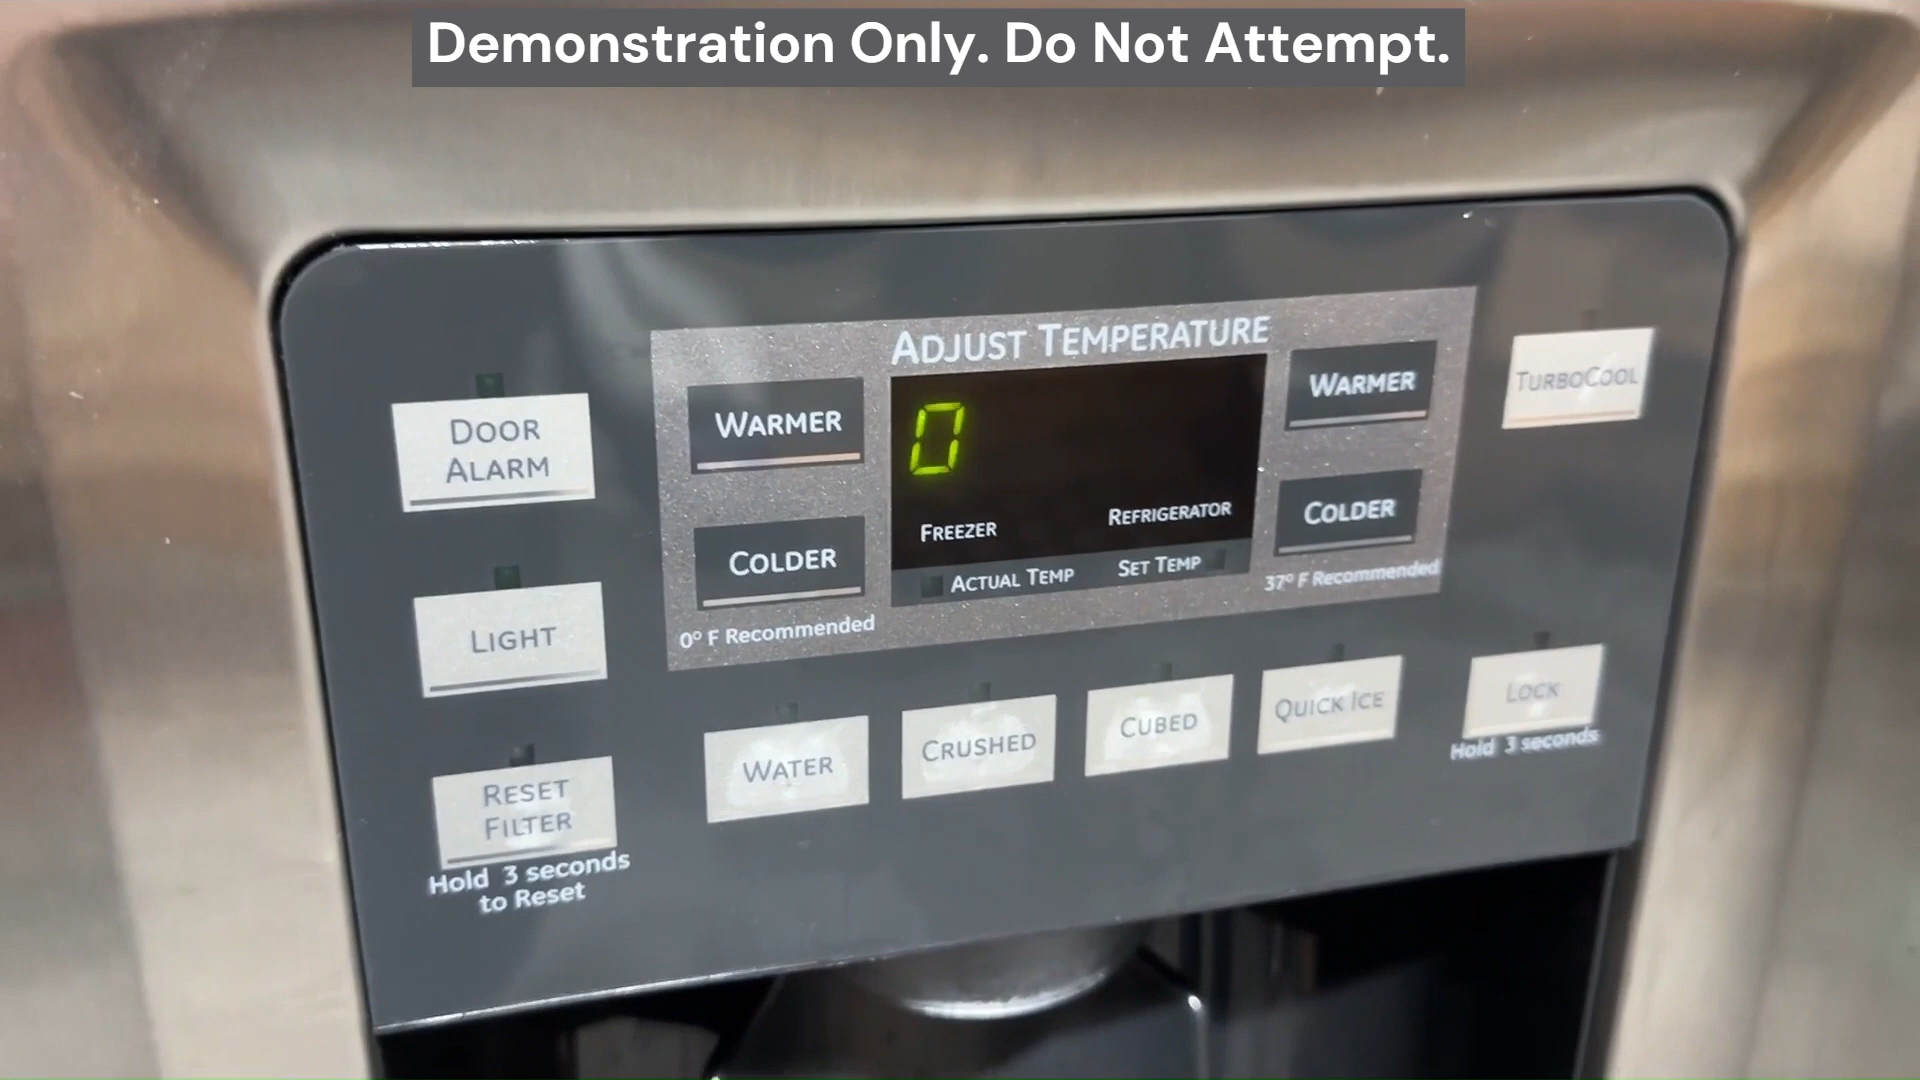 Demonstration Only. Do Not Attempt.
ADJUST TEMPERATURE
DOOR
ALARM
WARMER
0
WARMER
TURBOCOOL
COLDER
FREEZER
REFRIGERATOR
COLDER
ACTUAL TEMP
SET TEMP
0° F Recommended
37° F Recommended
LIGHT
RESET
FILTER
Hold 3 seconds
to Reset
WATER
CRUSHED
CUBED
QUICK ICE
LOCK
Hold 3 seconds